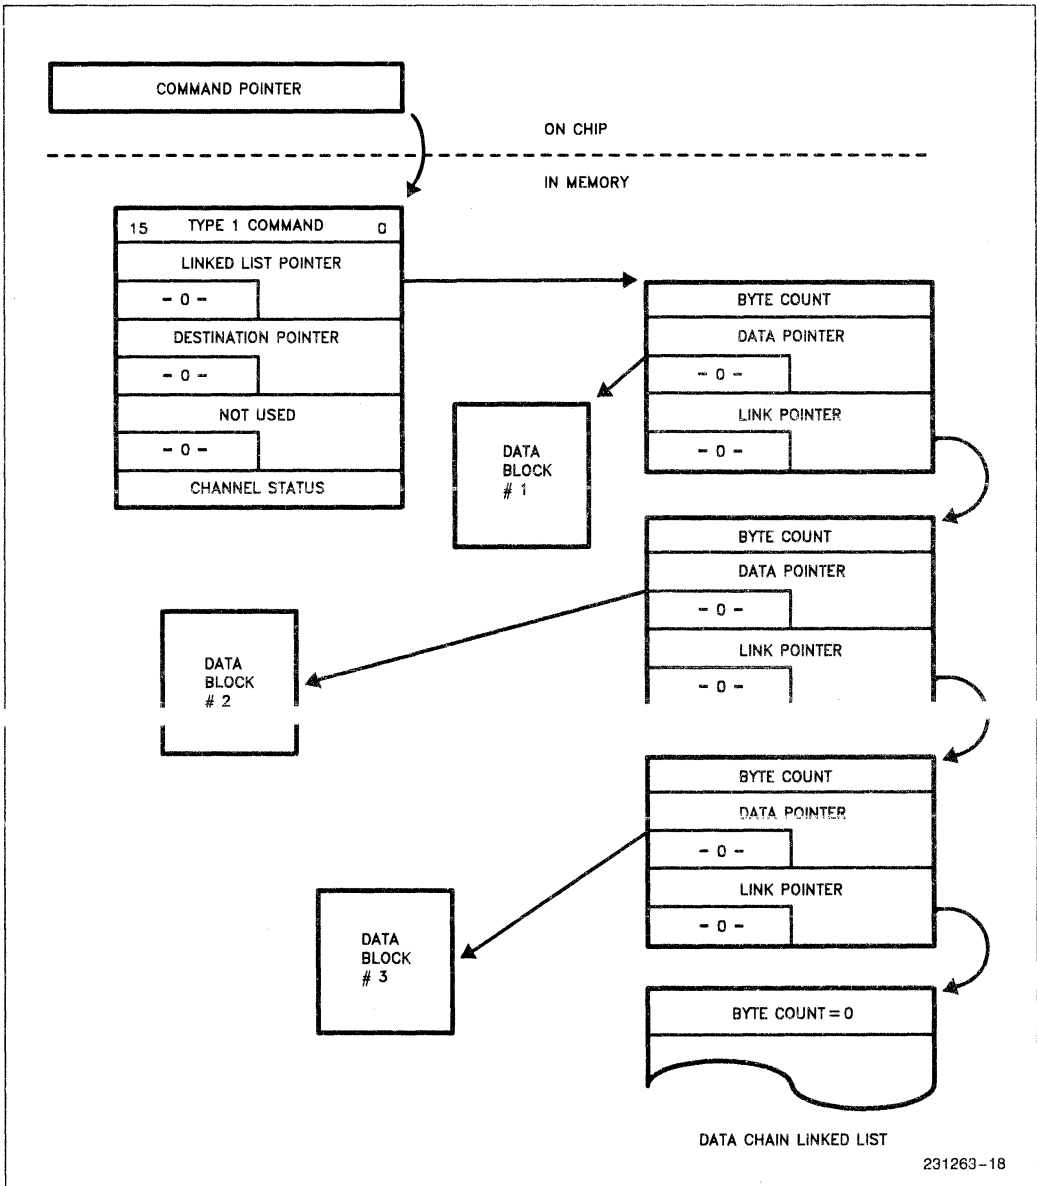 COMMAND POINTER
ON CHIP
IN MEMORY
15 TYPE 1 COMMAND 0
LINKED LIST POINTER
- 0 -
DESTINATION POINTER
- 0 -
NOT USED
- 0 -
CHANNEL STATUS
BYTE COUNT
DATA POINTER
- 0 -
LINK POINTER
- 0 -
DATA
BLOCK
# 1
BYTE COUNT
DATA POINTER
- 0 -
LINK POINTER
- 0 -
DATA
BLOCK
# 2
BYTE COUNT
DATA POINTER
- 0 -
LINK POINTER
- 0 -
DATA
BLOCK
# 3
BYTE COUNT = 0
DATA CHAIN LINKED LIST
231263-18